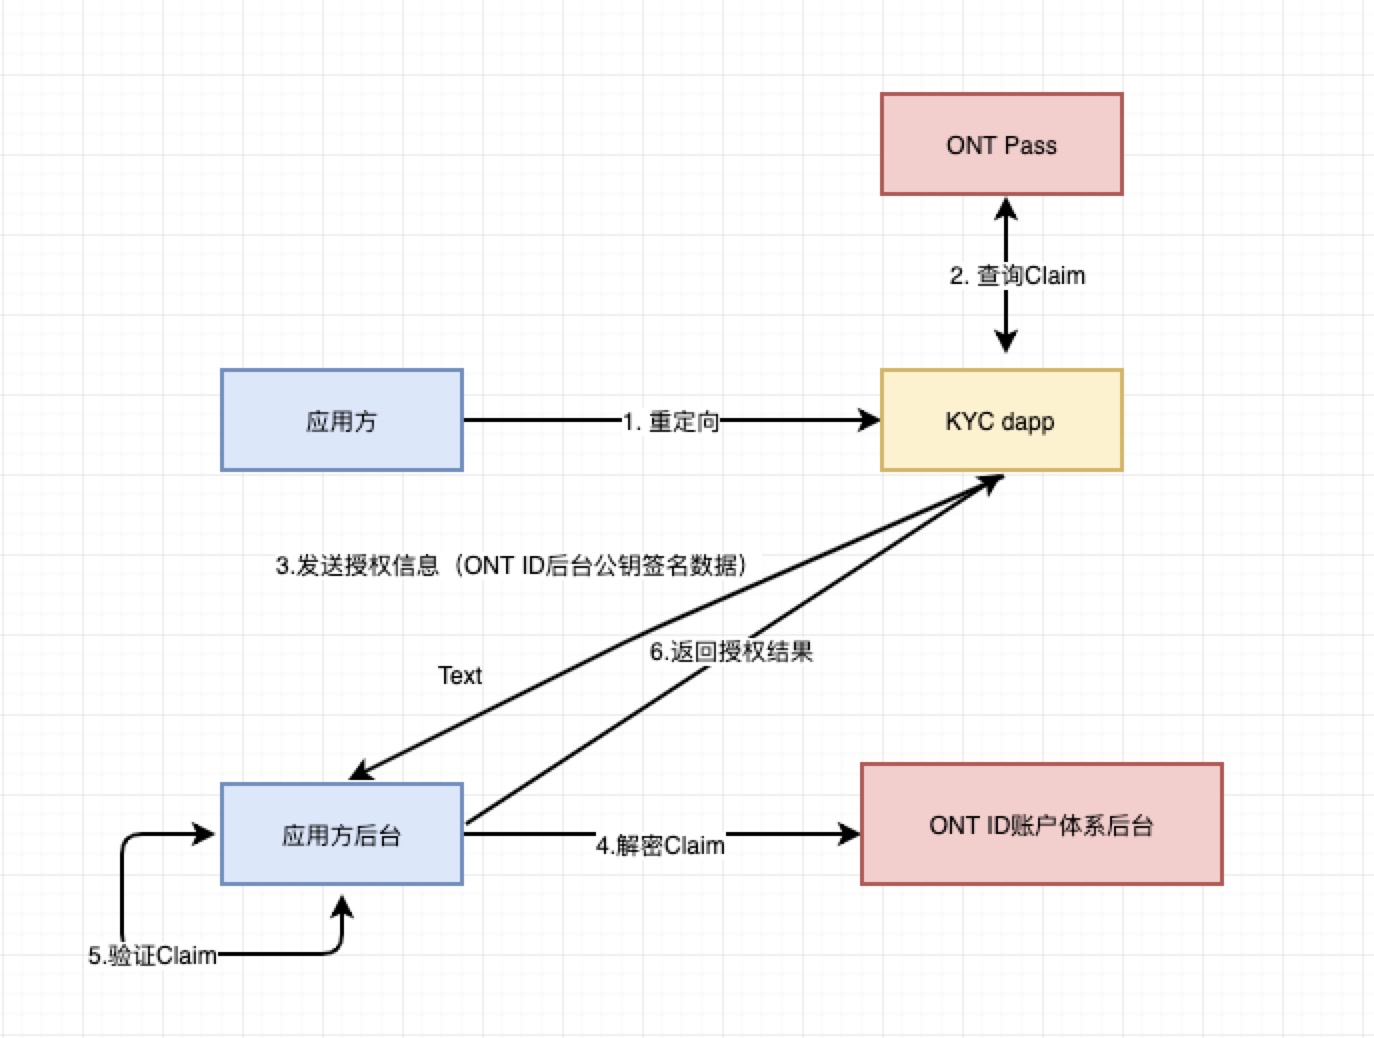 ONT Pass
2. 查询Claim
应用方
1. 重定向
KYC dapp
3.发送授权信息（ONT ID后台公钥签名数据）
6.返回授权结果
Text
应用方后台
4.解密Claim
ONT ID账户体系后台
5.验证Claim